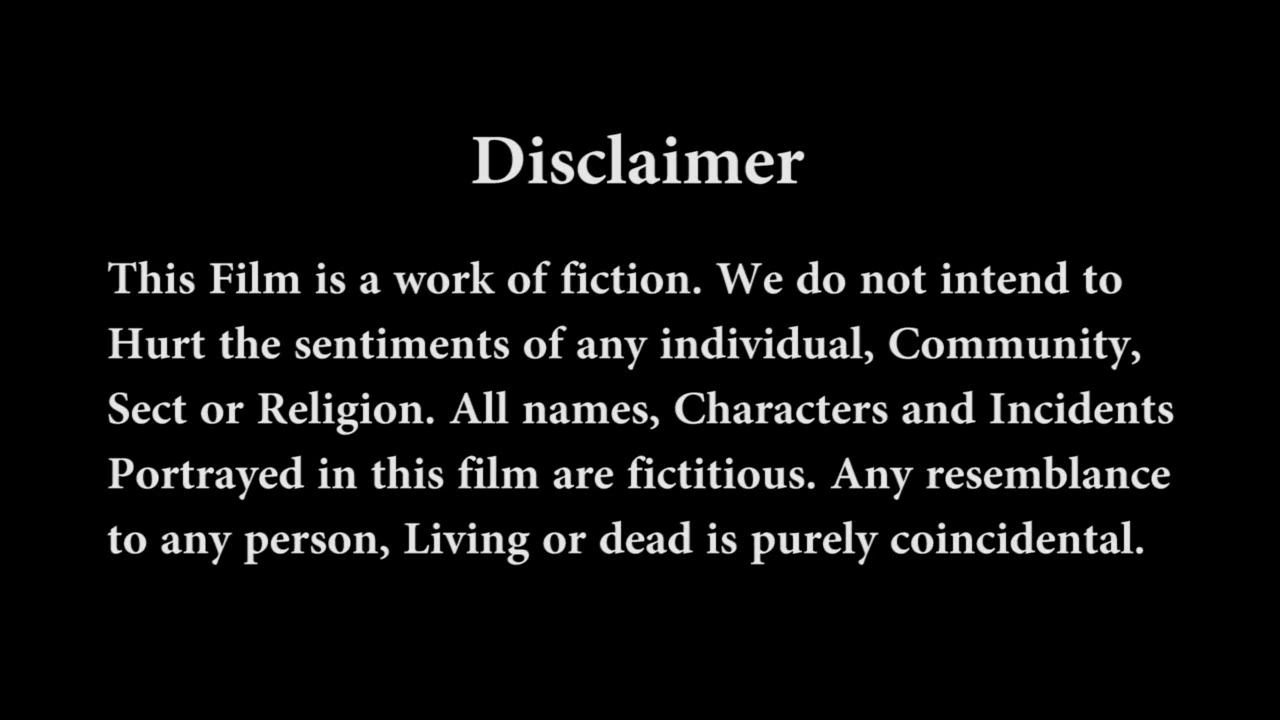 Disclaimer
This Film is a work of fiction. We do not intend to
Hurt the sentiments of any individual, Community,
Sect or Religion. All names, Characters and Incidents
Portrayed in this film are fictitious. Any resemblance
to any person, Living or dead is purely coincidental.